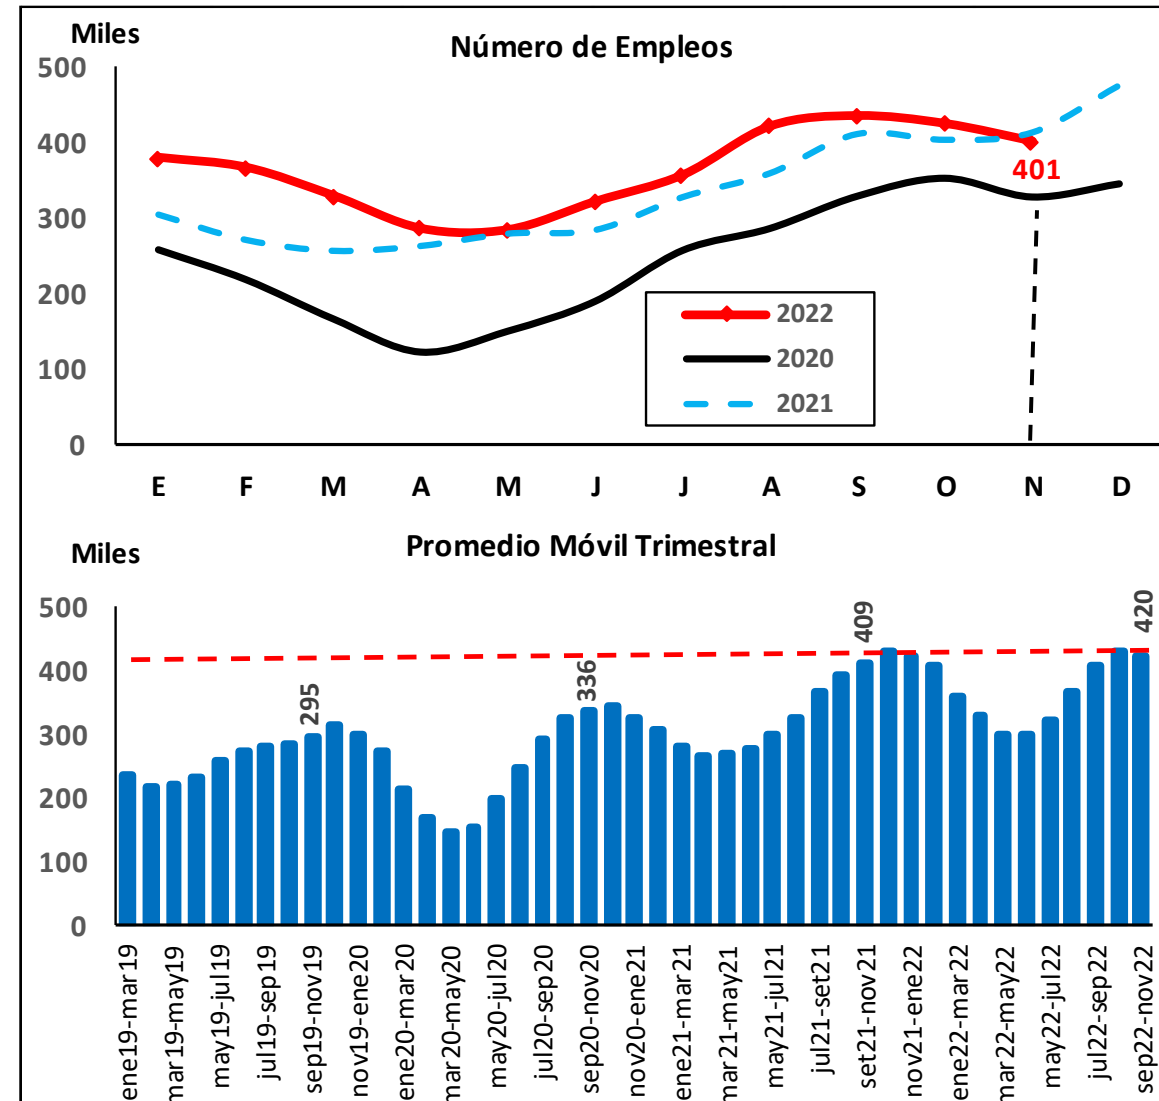 Miles
Número de Empleos
500
400
300
200
100
0
401
2022
2020
2021
E F M A M J J A S O N D
Miles
Promedio Móvil Trimestral
500
400
300
200
100
0
295
336
409
420
ene19-mar19
mar19-may19
may19-jul19
jul19-sep19
sep19-nov19
nov19-ene20
ene20-mar20
mar20-may20
may20-jul20
jul20-sep20
sep20-nov20
nov20-ene21
ene21-mar21
mar21-may21
may21-jul21
jul21-set21
set21-nov21
nov21-ene22
ene22-mar22
mar22-may22
may22-jul22
jul22-sep22
sep22-nov22